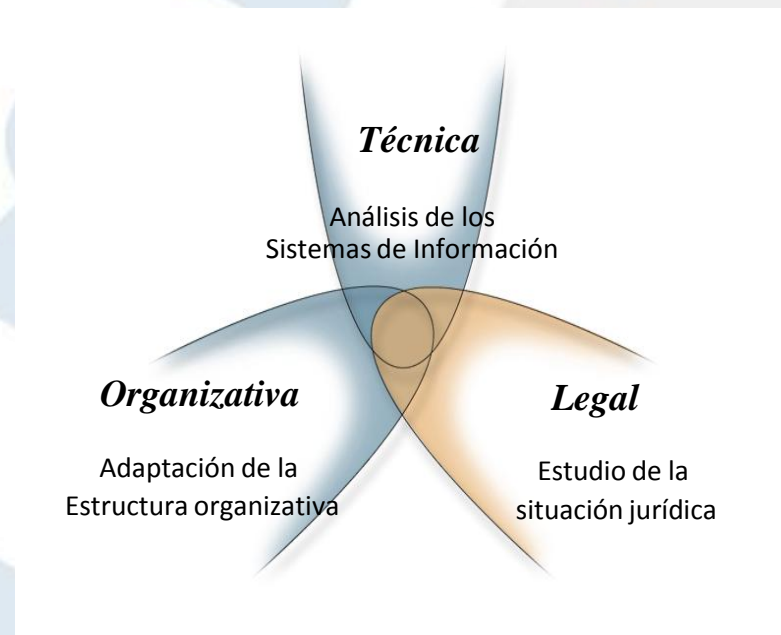 Técnica
Análisis de los
Sistemas de Información
Organizativa
Adaptación de la
Estructura organizativa
Legal
Estudio de la
situación jurídica